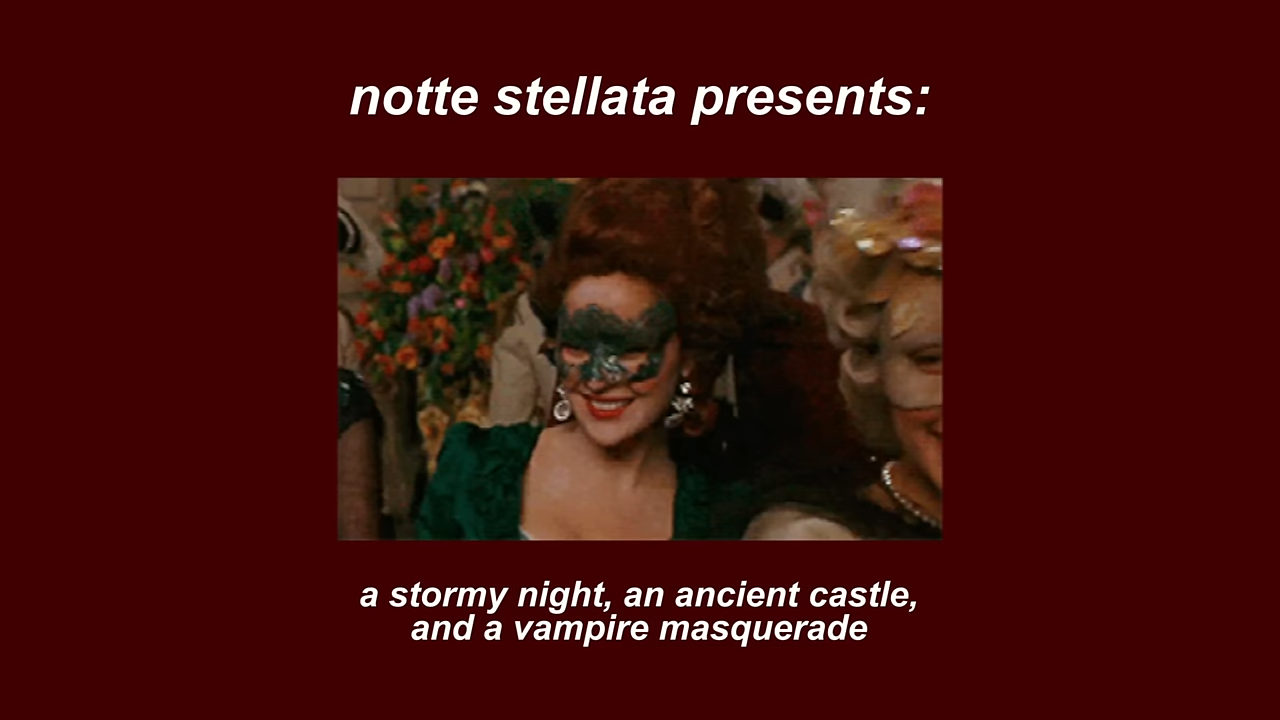 notte stellata presents:
a stormy night, an ancient castle,
and a vampire masquerade